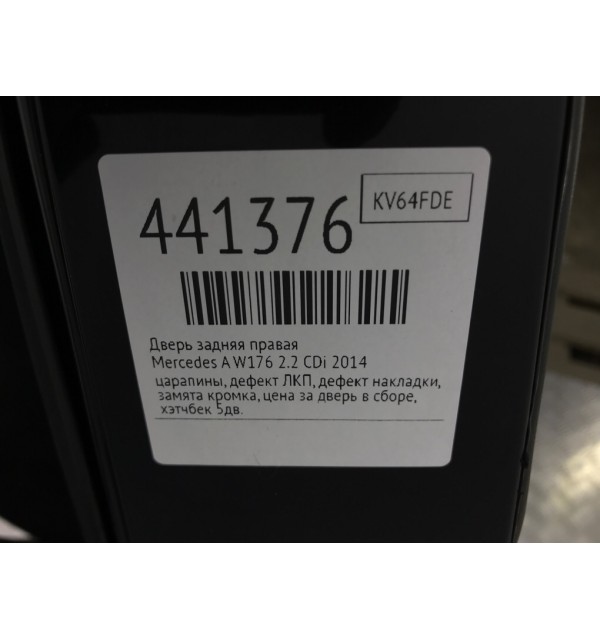 441376
KV64FDE
Дверь задняя правая
Mercedes A W176 2.2 CDi 2014
царапины, дефект ЛКП, дефект накладки,
замята кромка, цена за дверь в сборе,
хэтчбек 5дв.